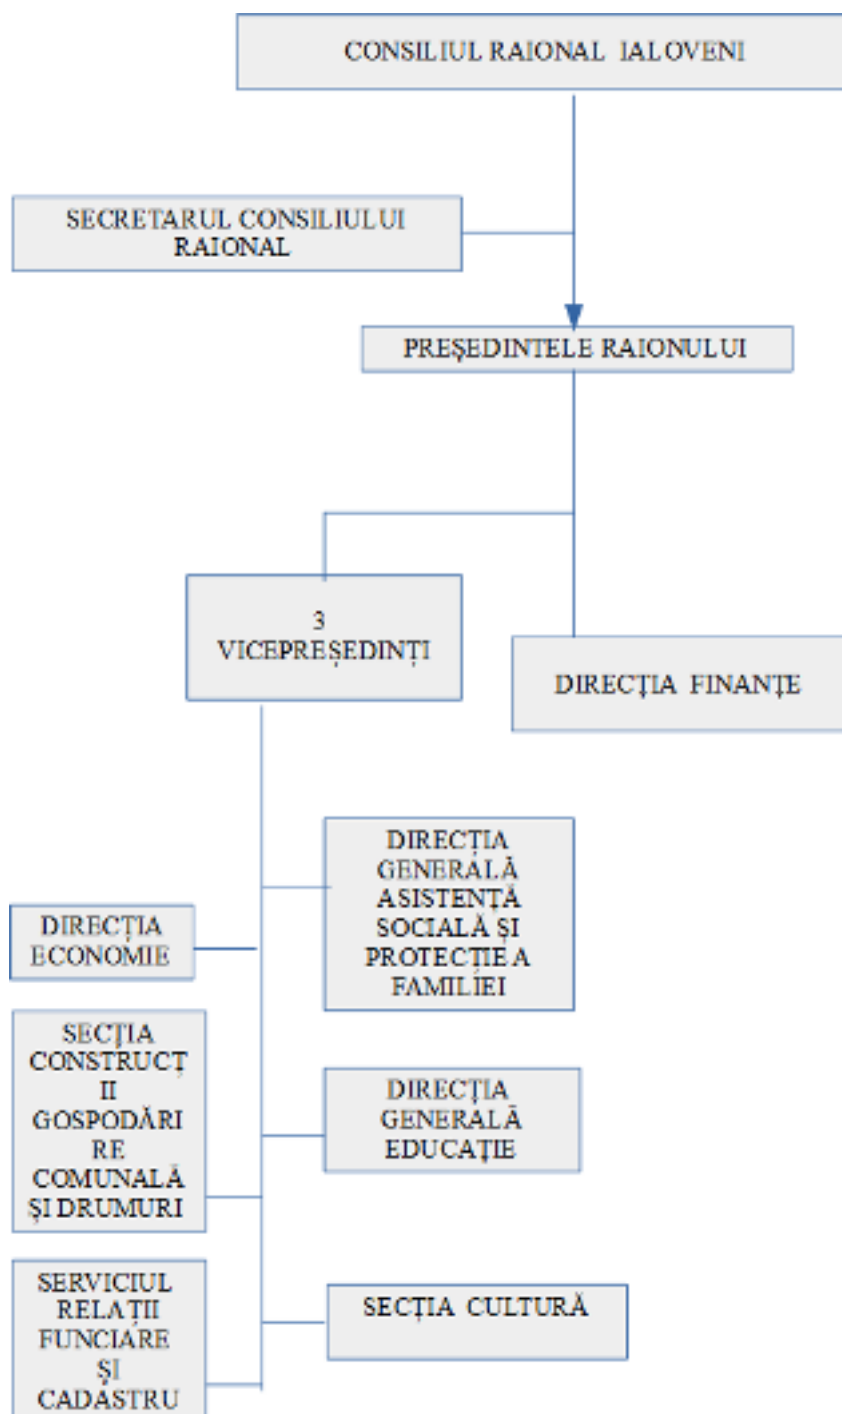 CONSILIUL RAIONAL IALOVENI
SECRETARUL CONSILIULUI
RAIONAL
PREȘEDINTELE RAIONULUI
3
VICEPREȘEDINȚI
DIRECȚIA FINANȚE
DIRECȚIA
GENERALĂ
ASISTENȚĂ
SOCIALĂ ȘI
PROTECȚIE A
FAMILIEI
DIRECȚIA
ECONOMIE
SECȚIA
CONSTRUCȚ
II
GOSPODĂRI
RE
COMUNALĂ
ȘI DRUMURI
DIRECȚIA
GENERALĂ
EDUCAȚIE
SERVICIUL
RELAȚII
FUNCIARE
ȘI
CADASTRU
SECȚIA CULTURĂ